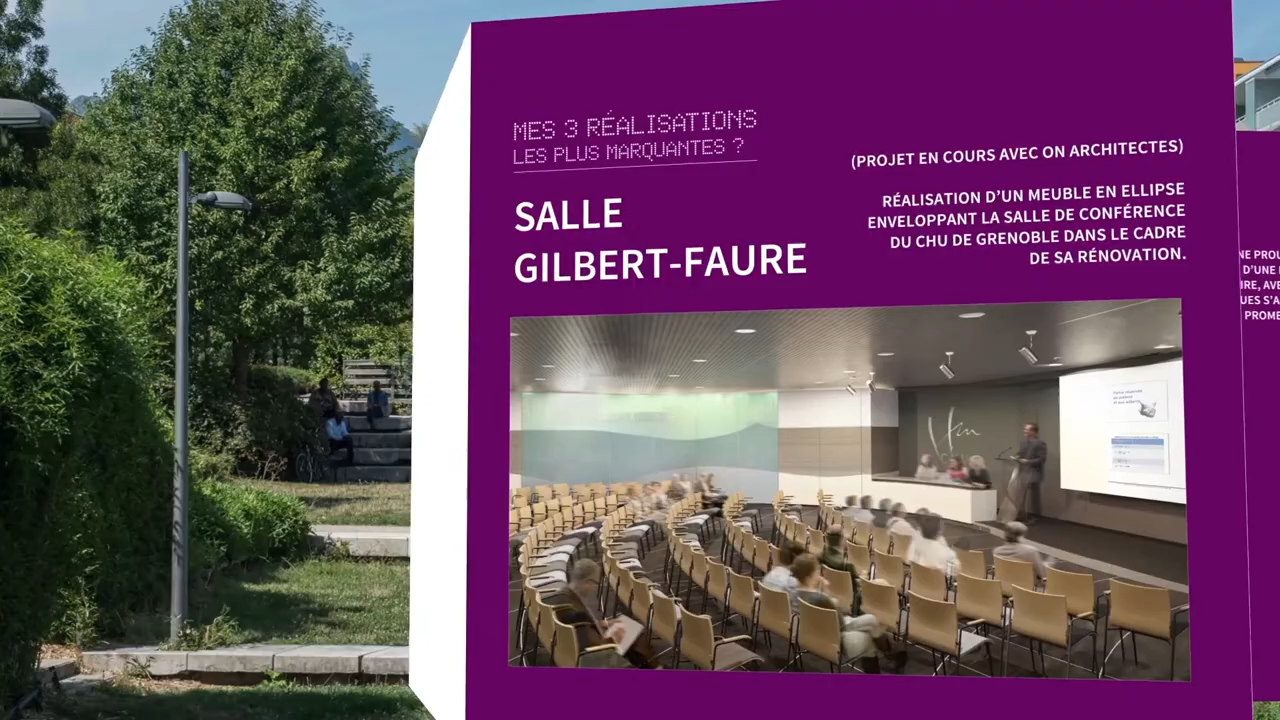 MES 3 RÉALISATIONS
LES PLUS MARQUANTES ?
SALLE
GILBERT-FAURE
(PROJET EN COURS AVEC ON ARCHITECTES)
RÉALISATION D'UN MEUBLE EN ELLIPSE
ENVELOPPANT LA SALLE DE CONFÉRENCE
DU CHU DE GRENOBLE DANS LE CADRE
DE SA RÉNOVATION.